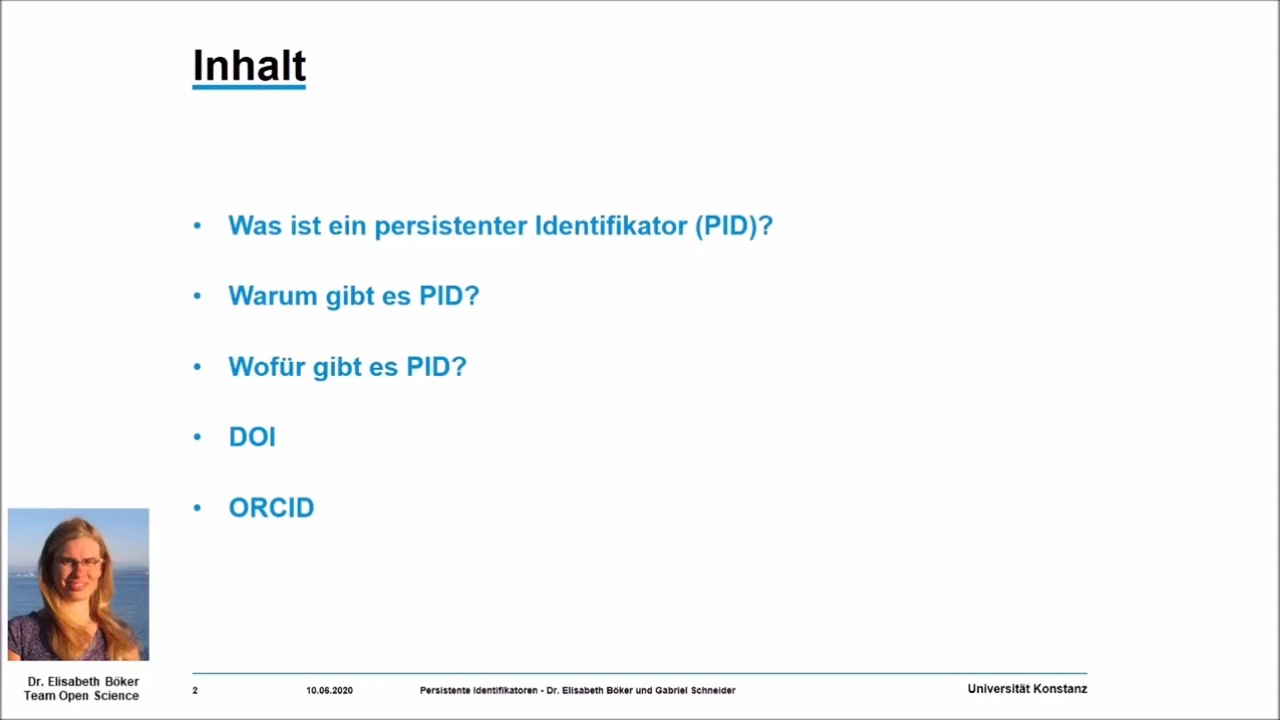 Inhalt
• Was ist ein persistenter Identifikator (PID)?
• Warum gibt es PID?
• Wofür gibt es PID?
• DOI
• ORCID
Dr. Elisabeth Böker
Team Open Science
2 10.06.2020 Persistente Identifikatoren - Dr. Elisabeth Böker und Gabriel Schneider Universität Konstanz